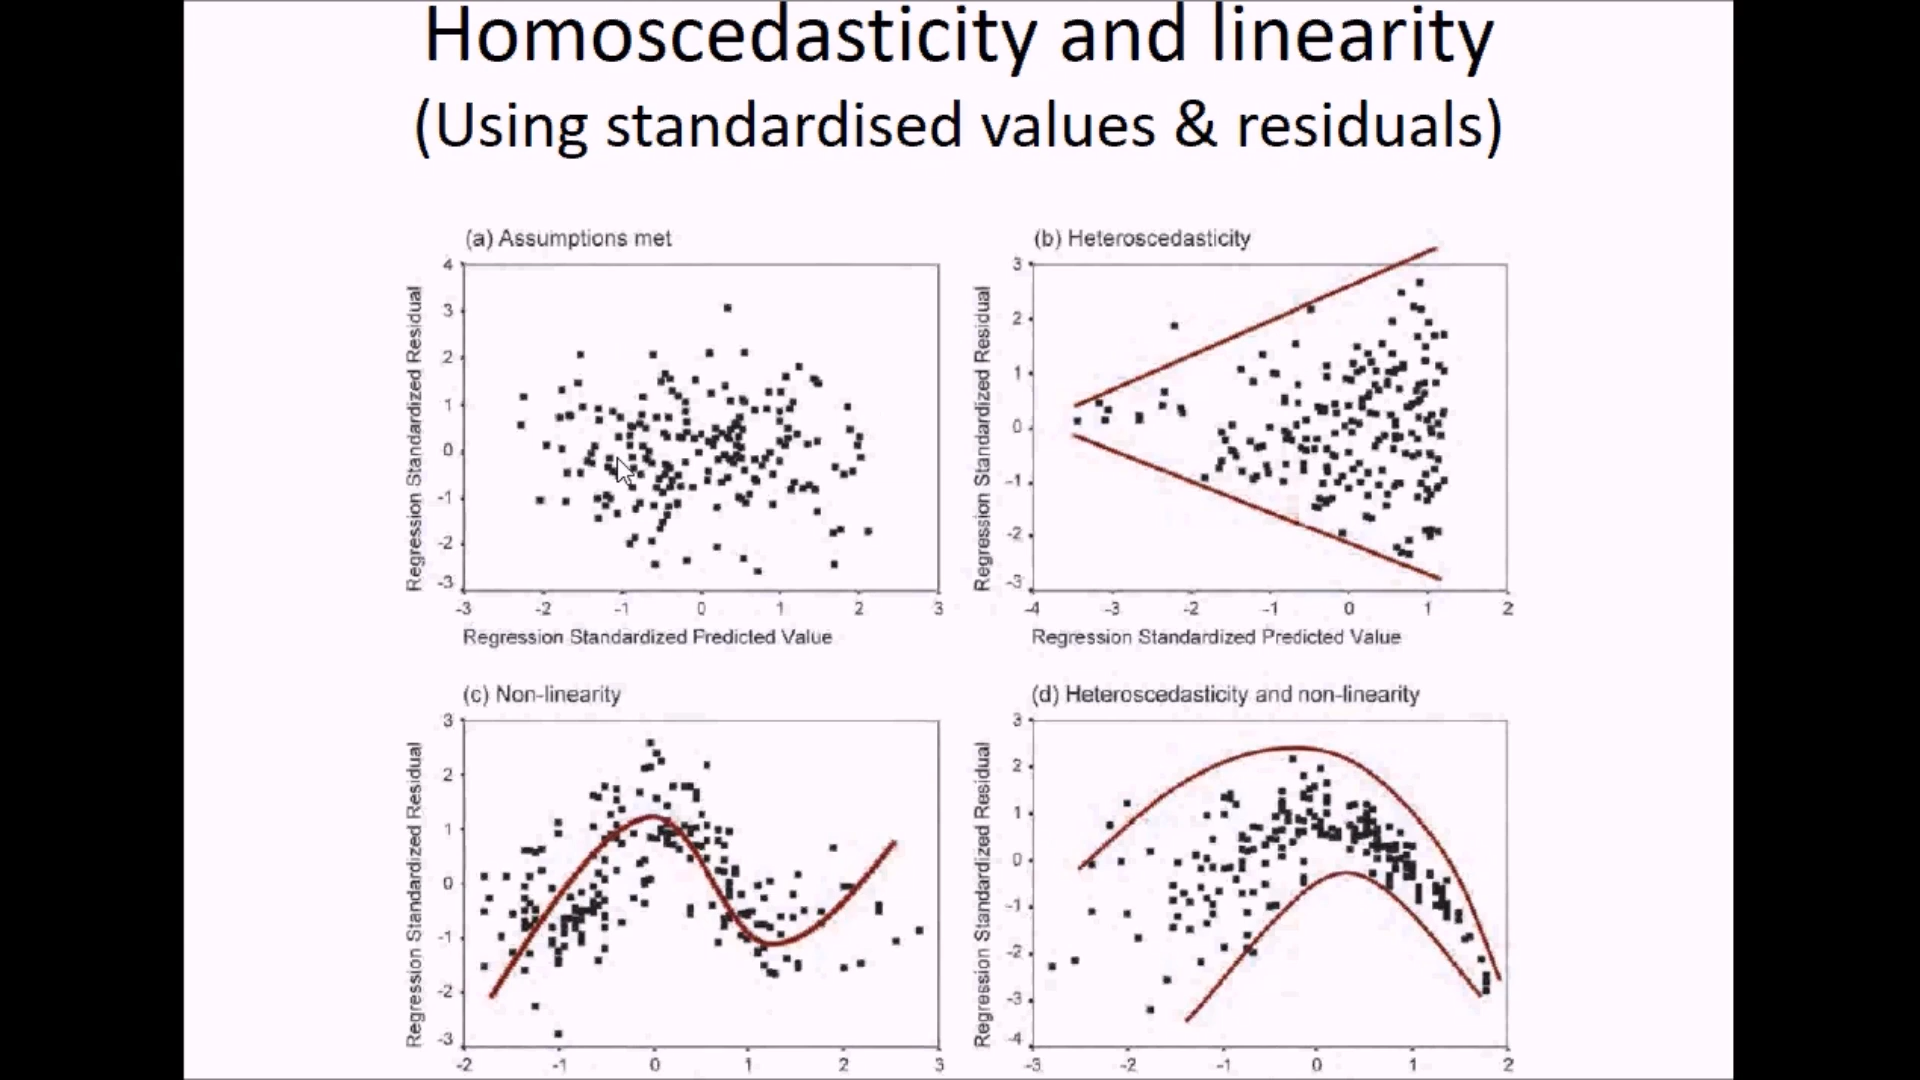 Homoscedasticity and linearity
(Using standardised values & residuals)
(a) Assumptions met
Regression Standardized Residual
4
3
2
1
0
-1
-2
-3
-3 -2 -1 0 1 2 3
Regression Standardized Predicted Value
(b) Heteroscedasticity
Regression Standardized Residual
3
2
1
0
-1
-2
-3
-4 -3 -2 -1 0 1 2
Regression Standardized Predicted Value
(c) Non-linearity
Regression Standardized Residual
3
2
1
0
-1
-2
-3
-2 -1 0 1 2 3
(d) Heteroscedasticity and non-linearity
Regression Standardized Residual
3
2
1
0
-1
-2
-3
-4
-3 -2 -1 0 1 2